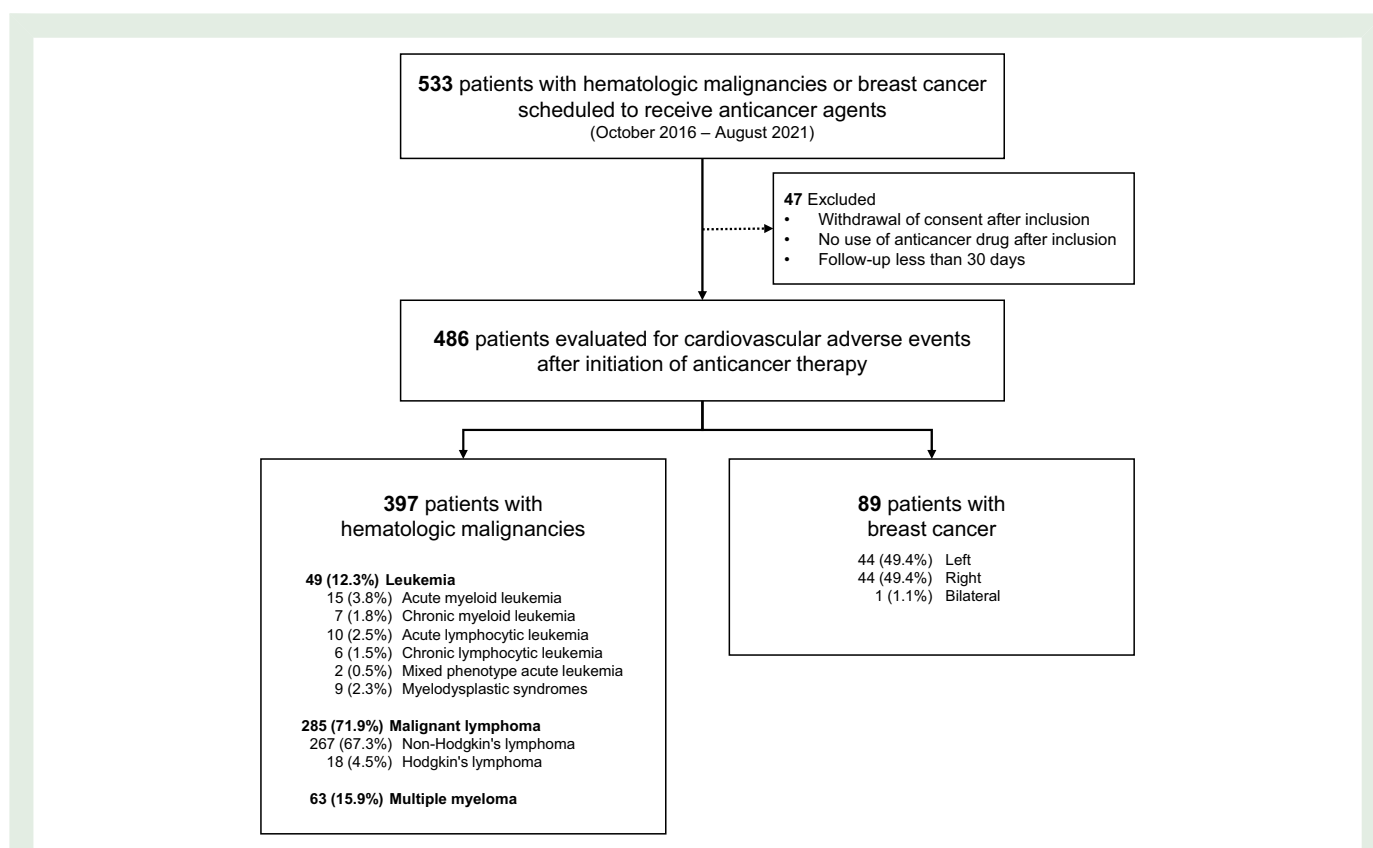 533 patients with hematologic malignancies or breast cancer
scheduled to receive anticancer agents
(October 2016 – August 2021)
47 Excluded
• Withdrawal of consent after inclusion
• No use of anticancer drug after inclusion
• Follow-up less than 30 days
486 patients evaluated for cardiovascular adverse events
after initiation of anticancer therapy
397 patients with
hematologic malignancies
49 (12.3%) Leukemia
15 (3.8%) Acute myeloid leukemia
7 (1.8%) Chronic myeloid leukemia
10 (2.5%) Acute lymphocytic leukemia
6 (1.5%) Chronic lymphocytic leukemia
2 (0.5%) Mixed phenotype acute leukemia
9 (2.3%) Myelodysplastic syndromes
285 (71.9%) Malignant lymphoma
267 (67.3%) Non-Hodgkin's lymphoma
18 (4.5%) Hodgkin's lymphoma
63 (15.9%) Multiple myeloma
89 patients with
breast cancer
44 (49.4%) Left
44 (49.4%) Right
1 (1.1%) Bilateral